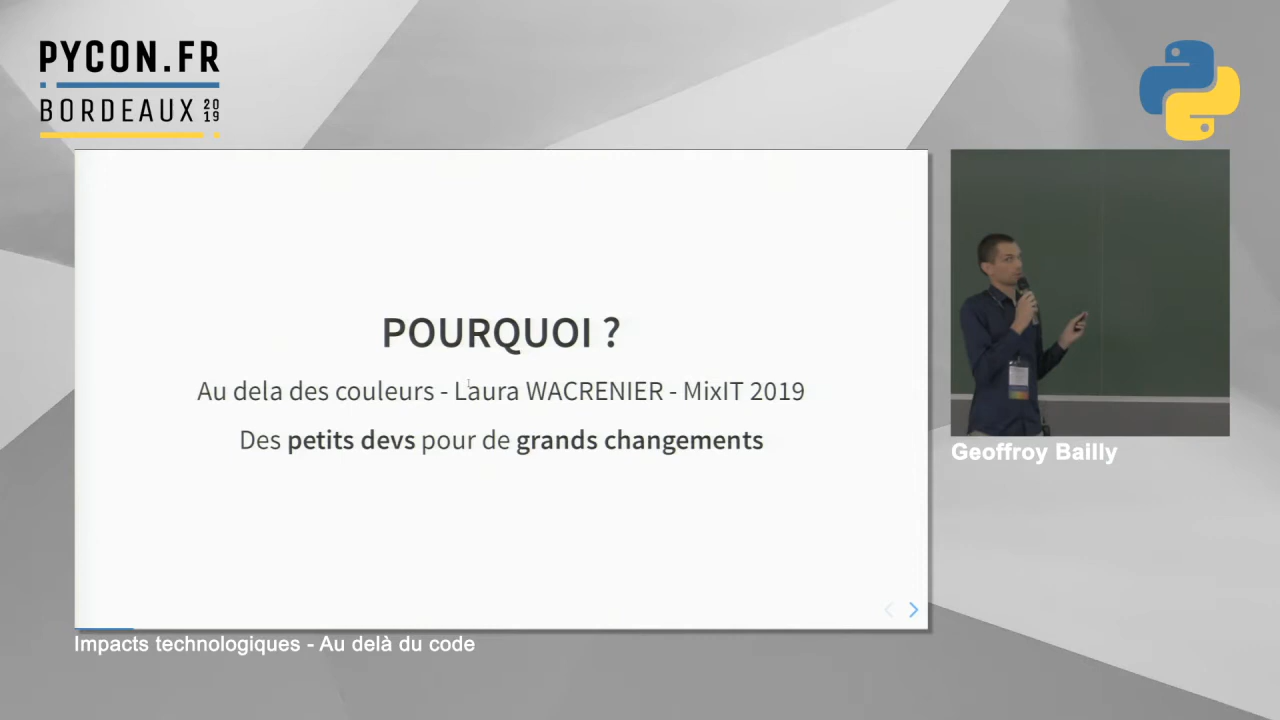 PYCON.FR
BORDEAUX 2019
POURQUOI ?
Au dela des couleurs - Laura WACRENIER - MixIT 2019
Des petits devs pour de grands changements
Geoffroy Bailly
Impacts technologiques - Au delà du code